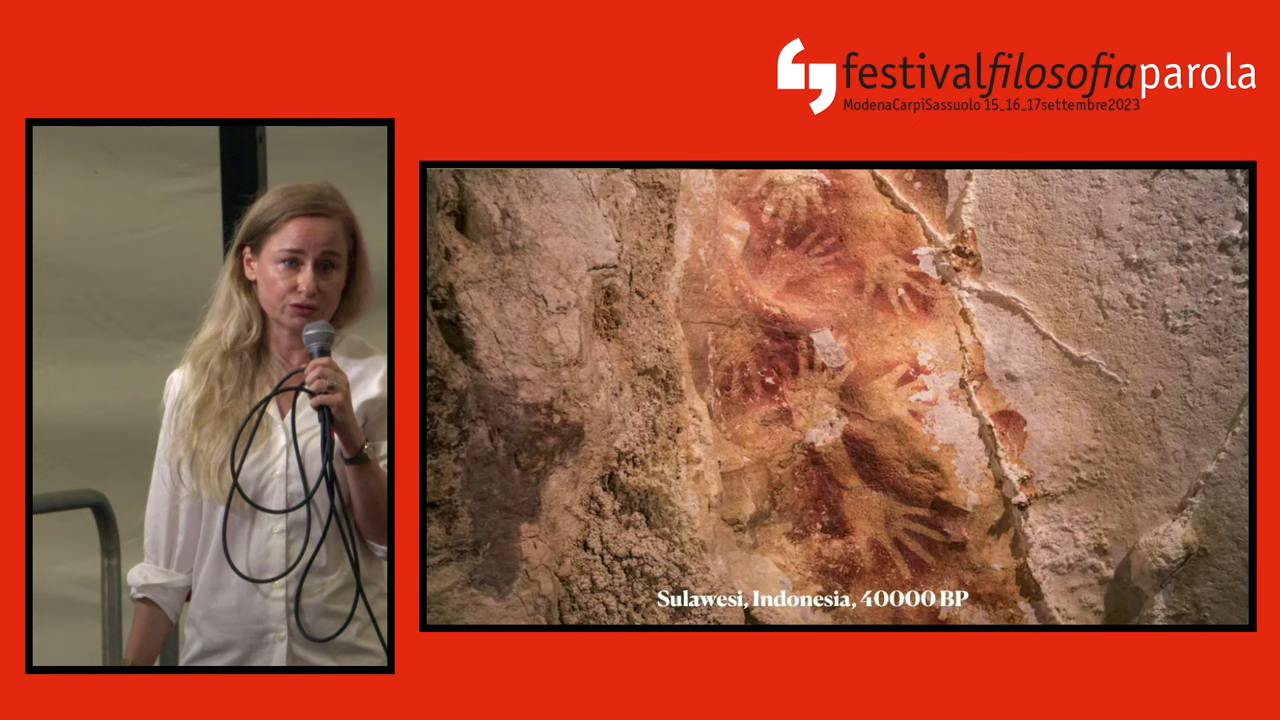 festivalfilosofiaparola
ModenaCarpiSassuolo 15_16_17settembre2023
Sulawesi, Indonesia, 40000 BP